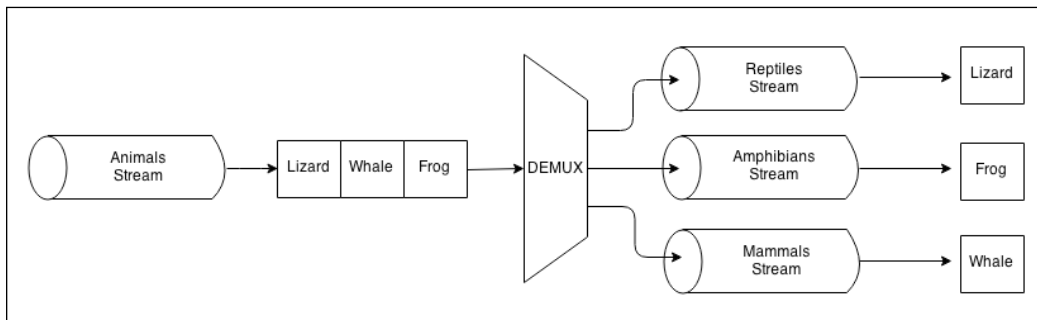 Animals
Stream
Lizard
Whale
Frog
DEMUX
Reptiles
Stream
Lizard
Amphibians
Stream
Frog
Mammals
Stream
Whale